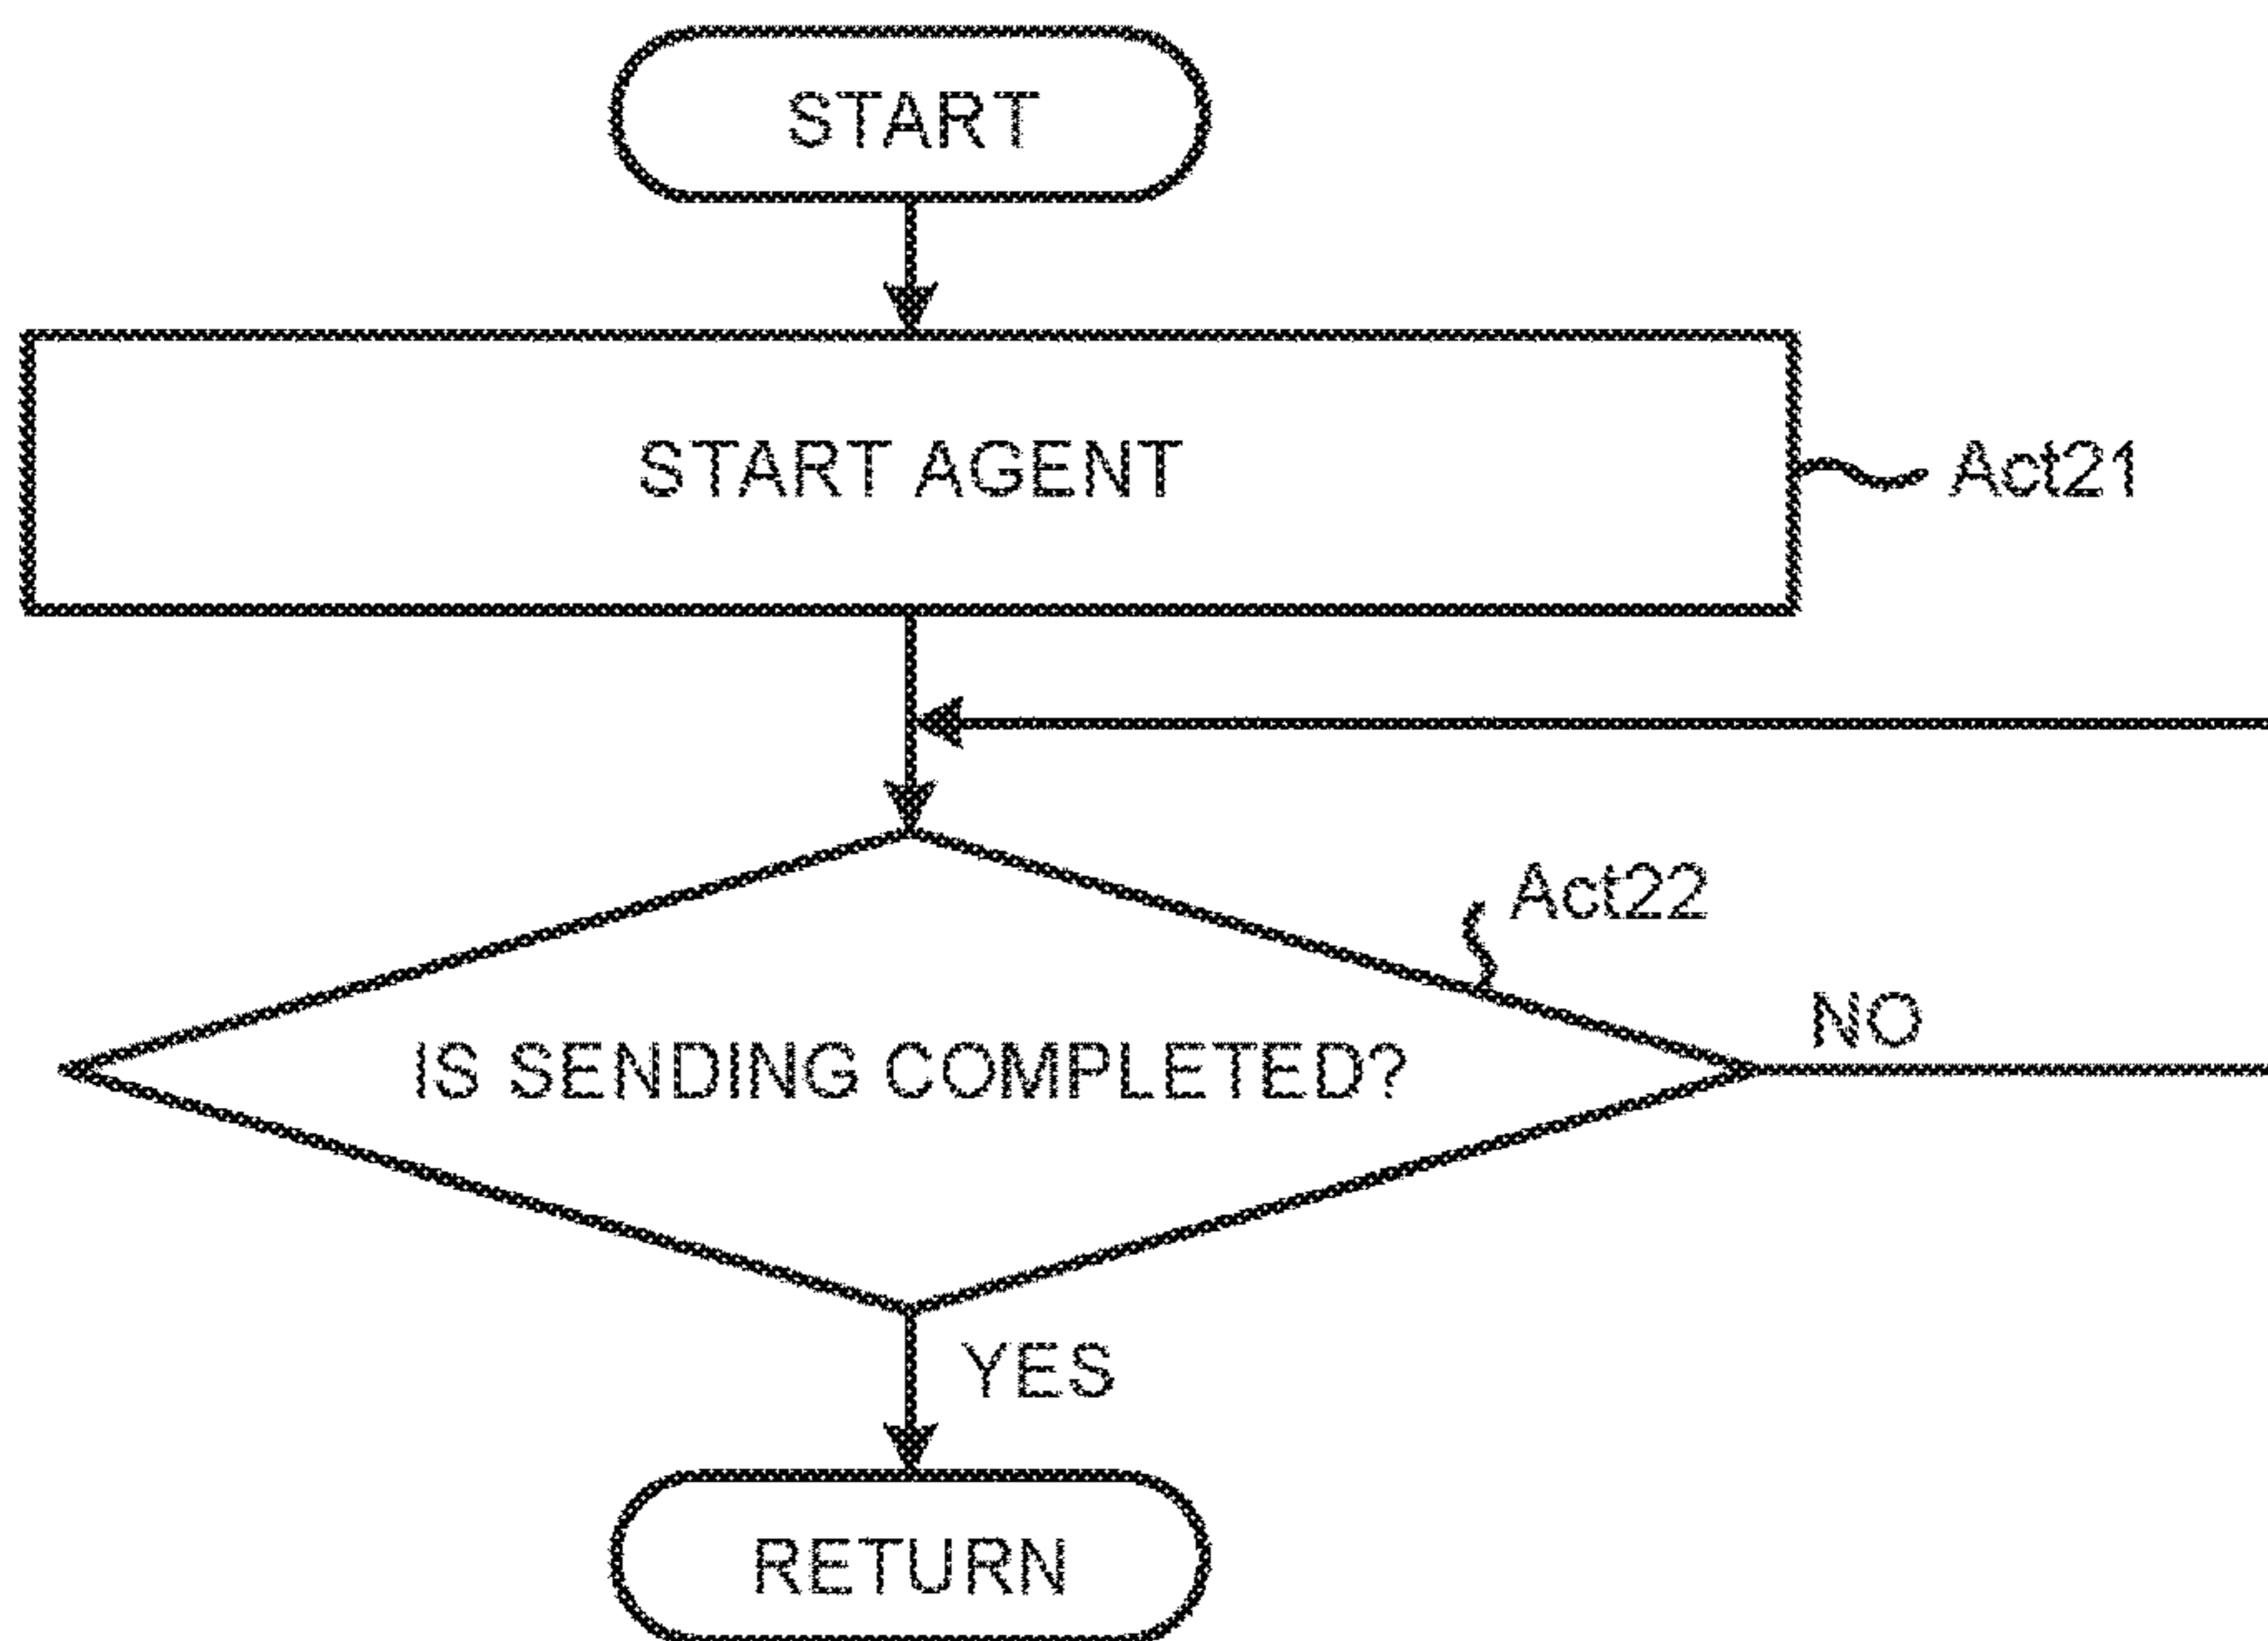 START
START AGENT
Act21
Act22
NO
IS SENDING COMPLETED?
YES
RETURN